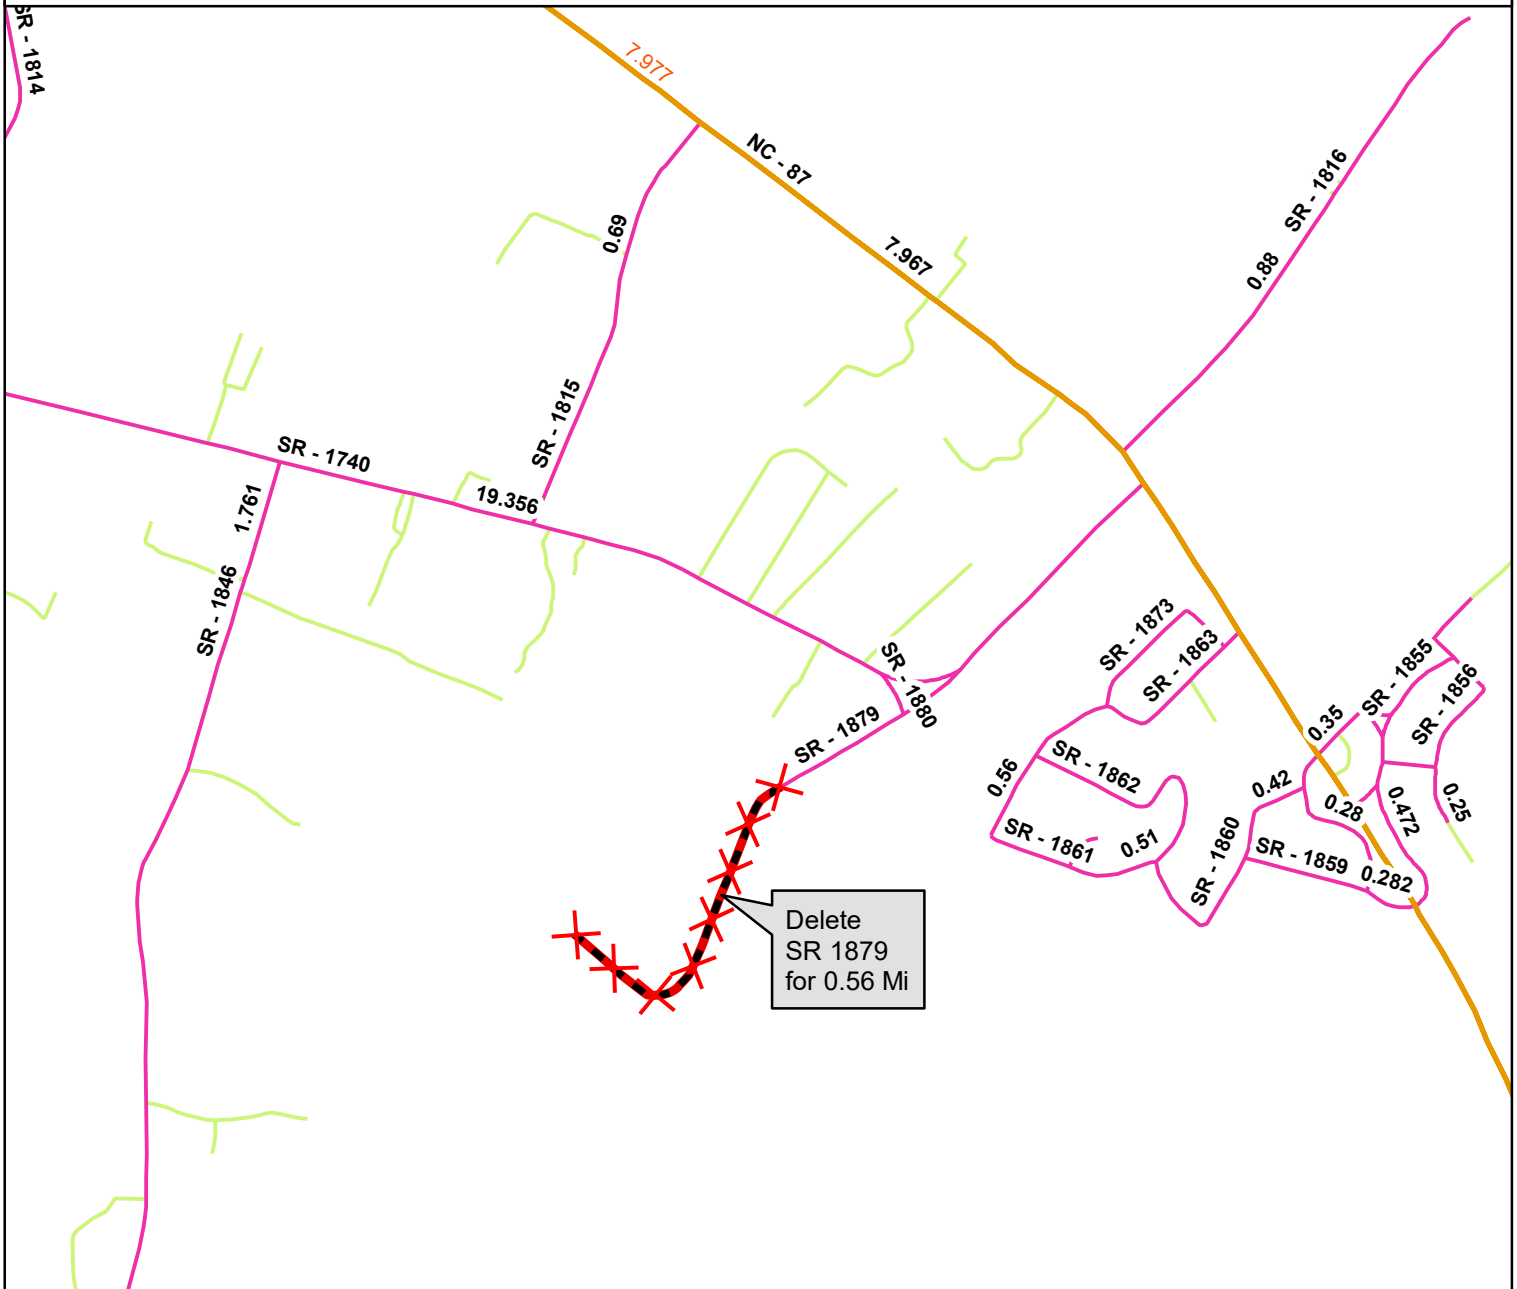 SR - 1814
7.977
NC - 87
7.967
SR - 1816
0.88
0.69
SR - 1815
SR - 1740
19.356
1.761
SR - 1846
SR - 1880
SR - 1879
SR - 1873
SR - 1863
SR - 1855
SR - 1856
0.35
SR - 1862
0.56
0.42
0.28
0.472
0.25
SR - 1861
0.51
SR - 1860
SR - 1859
0.282
Delete
SR 1879
for 0.56 Mi